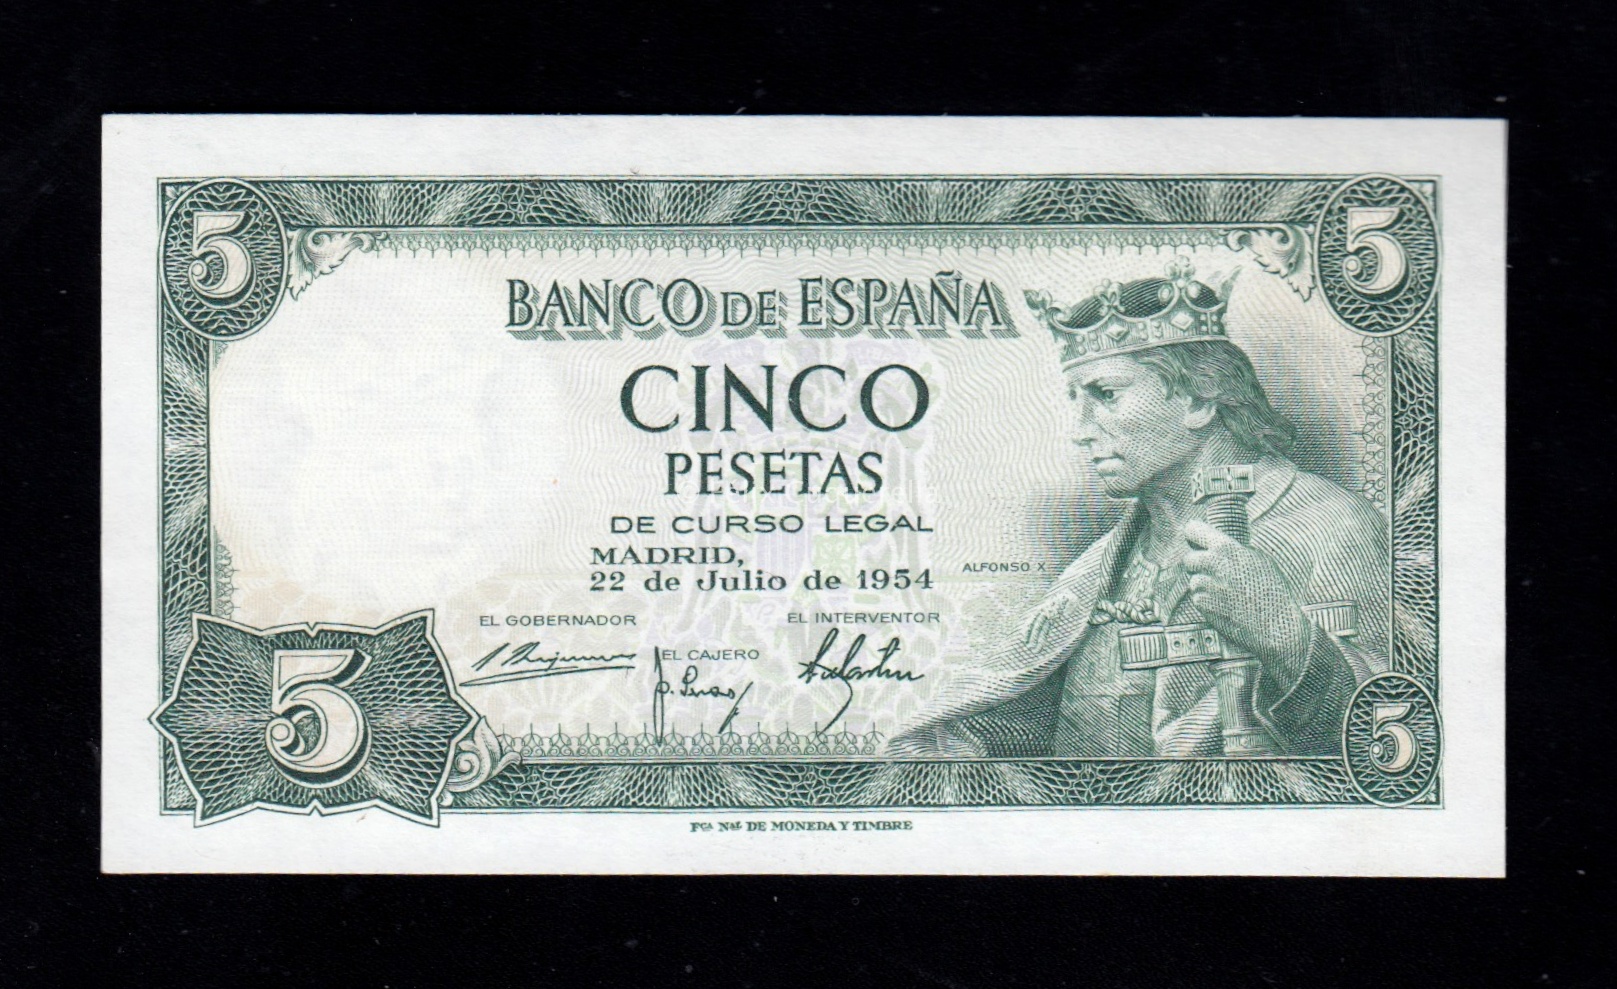 5
5
BANCO DE ESPAÑA
CINCO
PESETAS
DE CURSO LEGAL
MADRID,
22 de Julio de 1954
ALFONSO X
EL GOBERNADOR
EL INTERVENTOR
EL CAJERO
5
5
Fca Nal DE MONEDA Y TIMBRE